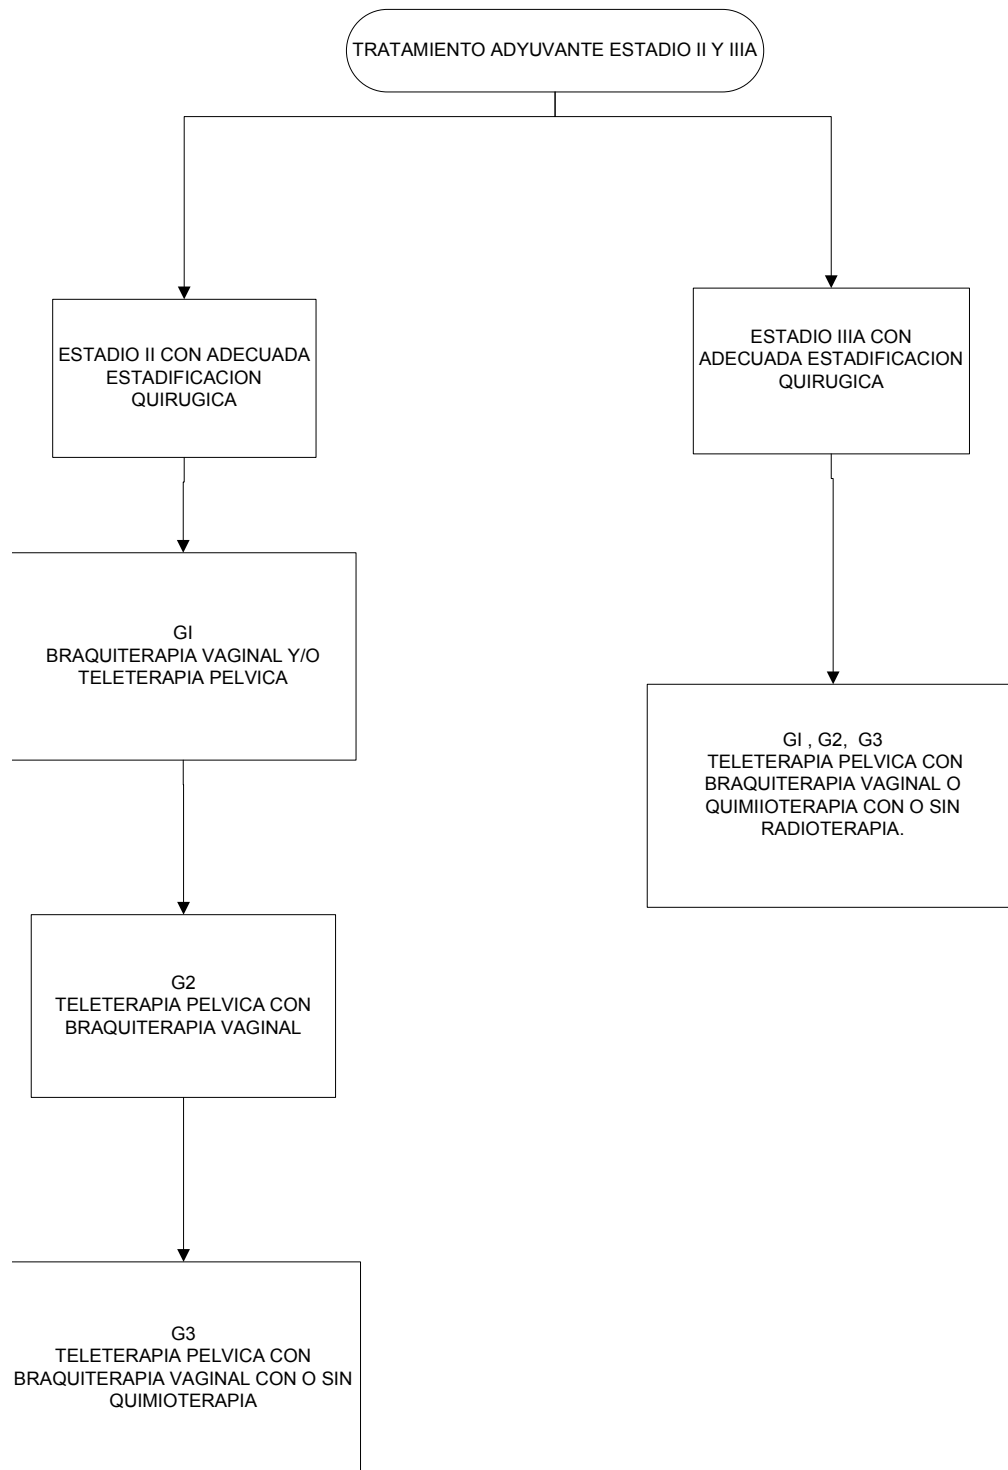 TRATAMIENTO ADYUVANTE ESTADIO II Y IIIA
ESTADIO II CON ADECUADA
ESTADIFICACION
QUIRUGICA
ESTADIO IIIA CON
ADECUADA ESTADIFICACION
QUIRUGICA
GI
BRAQUITERAPIA VAGINAL Y/O
TELETERAPIA PELVICA
GI , G2, G3
TELETERAPIA PELVICA CON
BRAQUITERAPIA VAGINAL O
QUIMIIOTERAPIA CON O SIN
RADIOTERAPIA.
G2
TELETERAPIA PELVICA CON
BRAQUITERAPIA VAGINAL
G3
TELETERAPIA PELVICA CON
BRAQUITERAPIA VAGINAL CON O SIN
QUIMIOTERAPIA